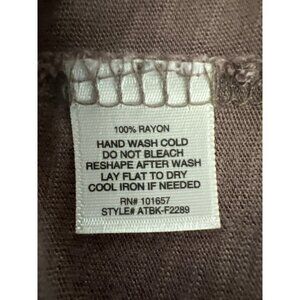 100% RAYON
HAND WASH COLD
DO NOT BLEACH
RESHAPE AFTER WASH
LAY FLAT TO DRY
COOL IRON IF NEEDED
RN# 101657
STYLE# ATBK-F2289